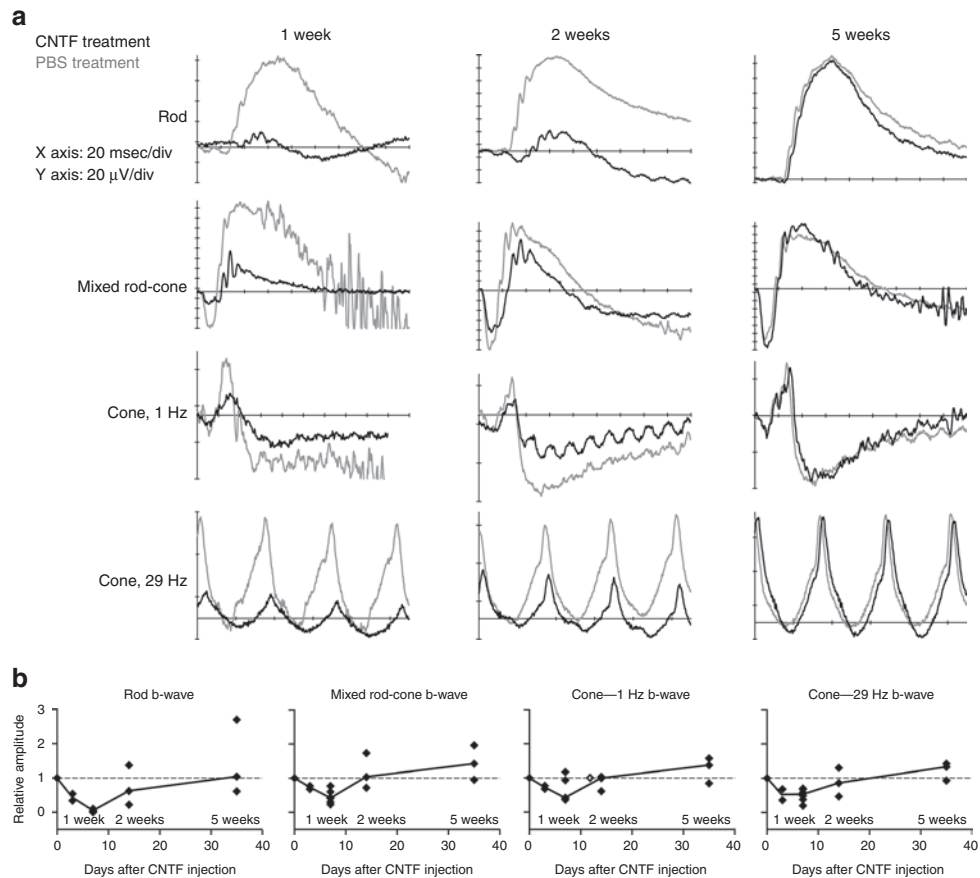 a
CNTF treatment
PBS treatment
1 week
2 weeks
5 weeks
Rod
X axis: 20 msec/div
Y axis: 20 μV/div
Mixed rod-cone
Cone, 1 Hz
Cone, 29 Hz
b
Rod b-wave
Mixed rod-cone b-wave
Cone—1 Hz b-wave
Cone—29 Hz b-wave
Relative amplitude
3
2
1
0
1 week 2 weeks 5 weeks
1 week 2 weeks 5 weeks
1 week 2 weeks 5 weeks
1 week 2 weeks 5 weeks
0 10 20 30 40
0 10 20 30 40
0 10 20 30 40
0 10 20 30 40
Days after CNTF injection
Days after CNTF injection
Days after CNTF injection
Days after CNTF injection